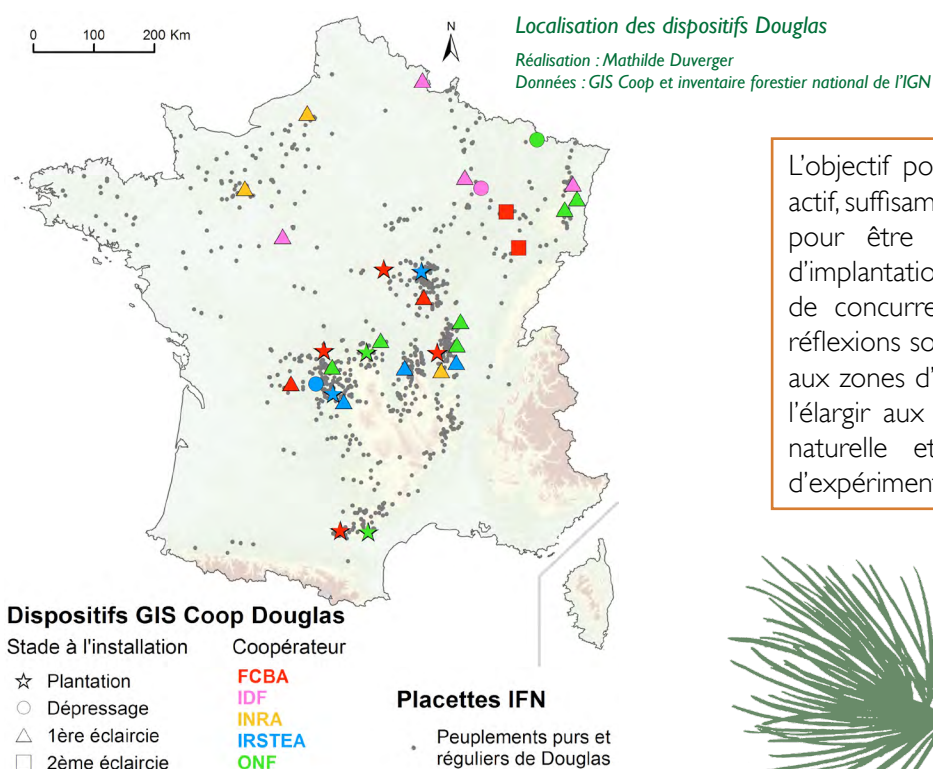 0 100 200 Km
N
Localisation des dispositifs Douglas
Réalisation : Mathilde Duverger
Données : GIS Coop et inventaire forestier national de l'IGN
L'objectif po
actif, suffisam
pour être
d'implantatio
de concurre
réflexions so
aux zones d'
l'élargir aux
naturelle et
d'expériment
Dispositifs GIS Coop Douglas
Stade à l'installation
Plantation
Dépressage
1ère éclaircie
2ème éclaircie
Coopérateur
FCBA
IDF
INRA
IRSTEA
ONF
Placettes IFN
Peuplements purs et
réguliers de Douglas